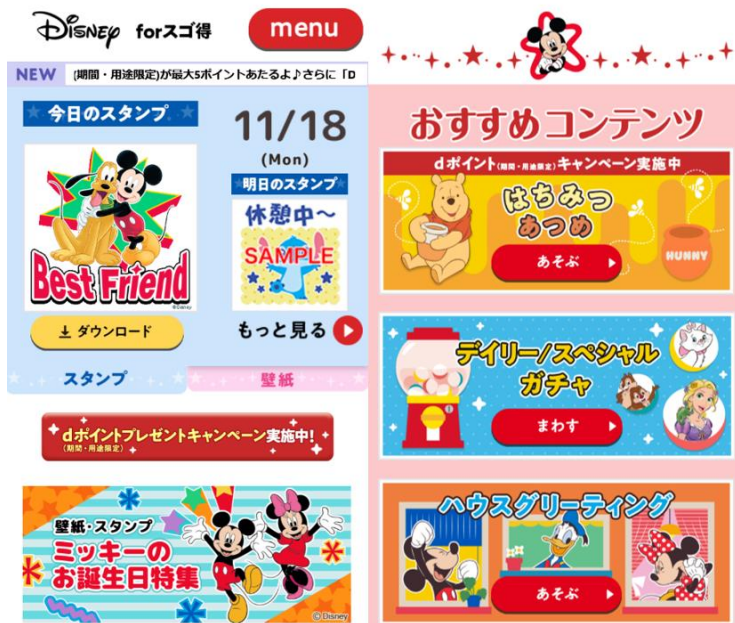 Disney forスゴ得
menu
NEW
(期間・用途限定)が最大5ポイントあたるよ♪さらに「D
今日のスタンプ
Best Friend
©Disney
ダウンロード
11/18
(Mon)
明日のスタンプ
休憩中～
SAMPLE
もっと見る
スタンプ
壁紙
dポイントプレゼントキャンペーン実施中!
(期間・用途限定)
壁紙・スタンプ
ミッキーの
お誕生日特集
© Disney
おすすめコンテンツ
dポイント(期間・用途限定)キャンペーン実施中
はちみつ
あつめ
あそぶ
HUNNY
デイリー/スペシャル
ガチャ
まわす
ハウスグリーティング
あそぶ